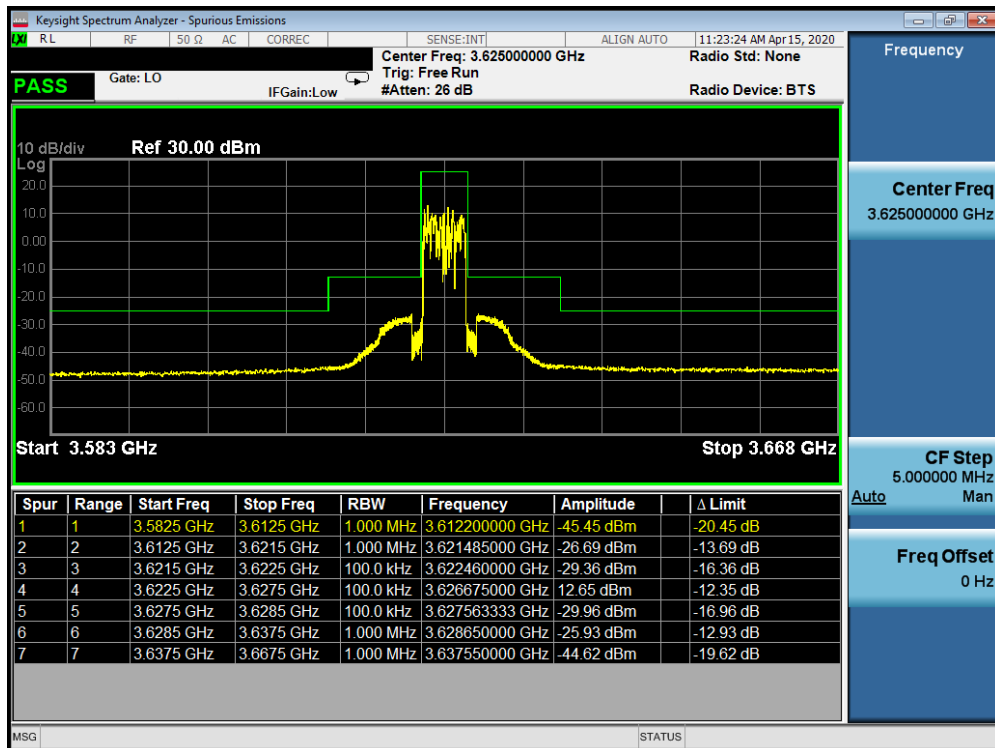 Keysight Spectrum Analyzer - Spurious Emissions
LXI RL RF 50 Ω AC CORREC SENSE:INT ALIGN AUTO 11:23:24 AM Apr 15, 2020
Center Freq: 3.625000000 GHz Radio Std: None
Gate: LO Trig: Free Run
PASS IFGain:Low #Atten: 26 dB Radio Device: BTS
10 dB/div Ref 30.00 dBm
Log
20.0
10.0
0.00
-10.0
-20.0
-30.0
-40.0
-50.0
-60.0
Start 3.583 GHz Stop 3.668 GHz
Spur Range Start Freq Stop Freq RBW Frequency Amplitude Δ Limit
1 1 3.5825 GHz 3.6125 GHz 1.000 MHz 3.612200000 GHz -45.45 dBm -20.45 dB
2 2 3.6125 GHz 3.6215 GHz 1.000 MHz 3.621485000 GHz -26.69 dBm -13.69 dB
3 3 3.6215 GHz 3.6225 GHz 100.0 kHz 3.622460000 GHz -29.36 dBm -16.36 dB
4 4 3.6225 GHz 3.6275 GHz 100.0 kHz 3.626675000 GHz 12.65 dBm -12.35 dB
5 5 3.6275 GHz 3.6285 GHz 100.0 kHz 3.627563333 GHz -29.96 dBm -16.96 dB
6 6 3.6285 GHz 3.6375 GHz 1.000 MHz 3.628650000 GHz -25.93 dBm -12.93 dB
7 7 3.6375 GHz 3.6675 GHz 1.000 MHz 3.637550000 GHz -44.62 dBm -19.62 dB
MSG STATUS
Frequency
Center Freq
3.625000000 GHz
CF Step
5.000000 MHz
Auto Man
Freq Offset
0 Hz